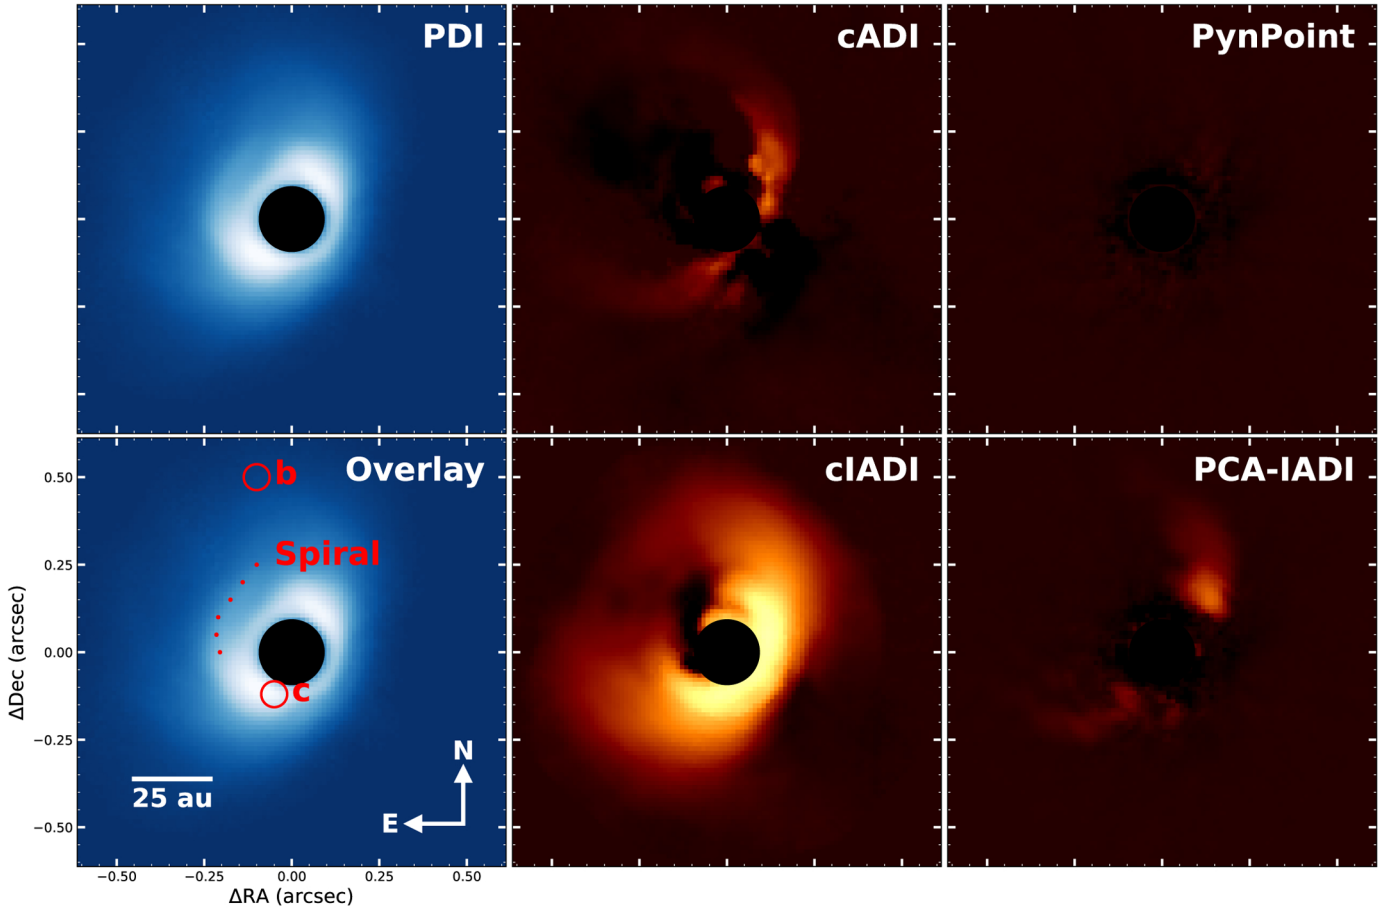 PDI
cADI
PynPoint
Overlay
b
Spiral
c
25 au
N
E
cIADI
PCA-IADI
ΔDec (arcsec)
0.50
0.25
0.00
−0.25
−0.50
−0.50
−0.25
0.00
0.25
0.50
ΔRA (arcsec)